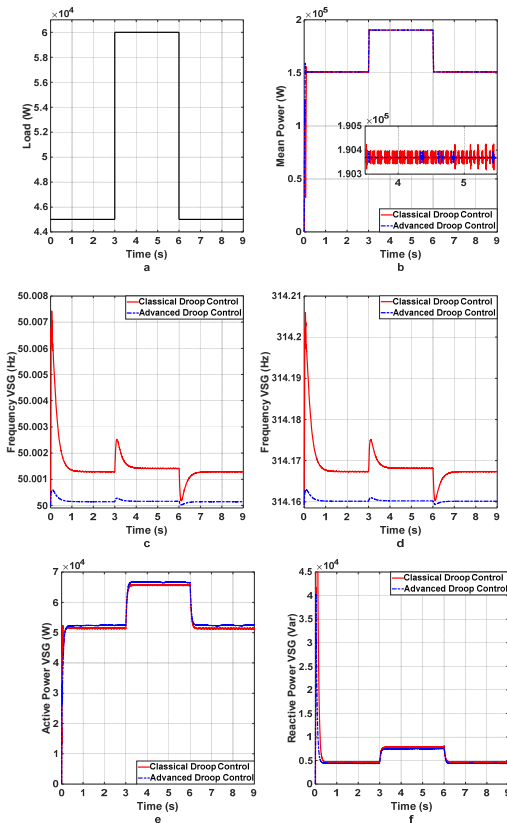 ×10⁴
6
5.8
5.6
5.4
5.2
5
4.8
4.6
4.4
Load (W)
0 1 2 3 4 5 6 7 8 9
Time (s)
a
×10⁵
2
1.5
1
0.5
0
Mean Power (W)
×10⁵
1.905
1.904
1.903
4 5
Classical Droop Control
Advanced Droop Control
0 1 2 3 4 5 6 7 8 9
Time (s)
b
50.008
50.007
50.006
50.005
50.004
50.003
50.002
50.001
50
Frequency VSG (Hz)
Classical Droop Control
Advanced Droop Control
0 1 2 3 4 5 6 7 8 9
Time (s)
c
314.21
314.2
314.19
314.18
314.17
314.16
Frequency VSG (Hz)
Classical Droop Control
Advanced Droop Control
0 1 2 3 4 5 6 7 8 9
Time (s)
d
×10⁴
7
6
5
4
3
2
1
0
Active Power VSG (W)
Classical Droop Control
Advanced Droop Control
0 1 2 3 4 5 6 7 8 9
Time (s)
e
×10⁴
4.5
4
3.5
3
2.5
2
1.5
1
0.5
0
Reactive Power VSG (Var)
Classical Droop Control
Advanced Droop Control
0 1 2 3 4 5 6 7 8 9
Time (s)
f